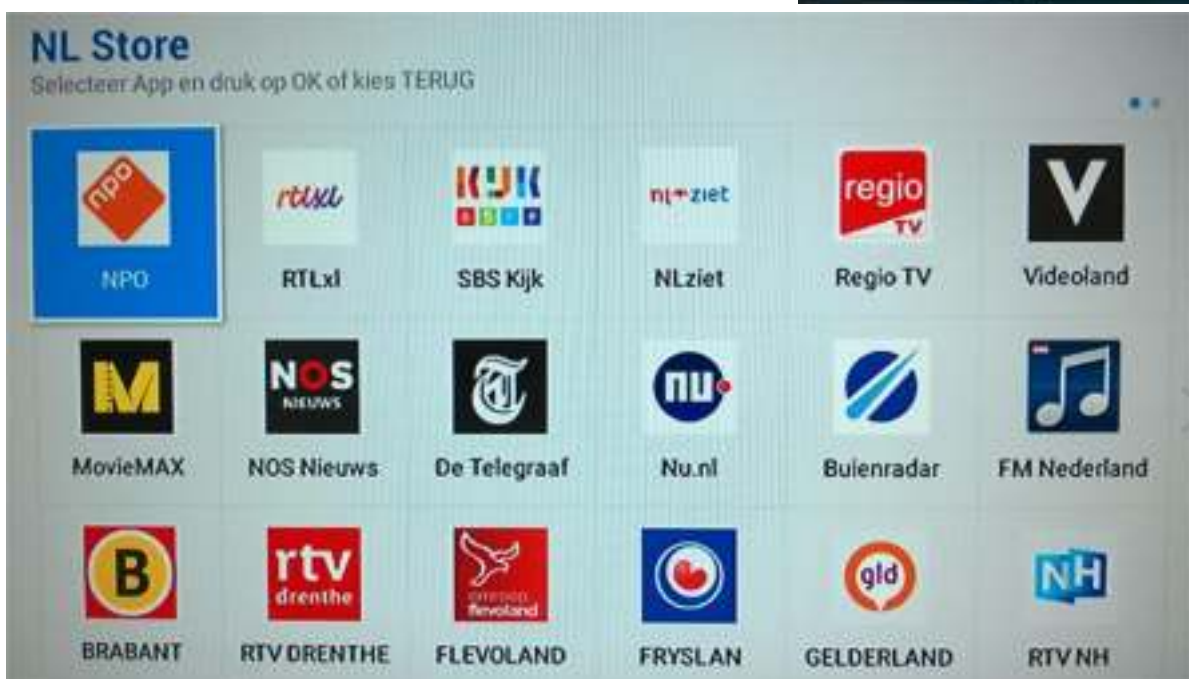 NL Store
Selecteer App en druk op OK of kies TERUG
npo
rtlxl
KIJK
nl ziet
regio
TV
V
NPO
RTLxl
SBS Kijk
NLziet
Regio TV
Videoland
M
NOS
NIEUWS
T
nu
MovieMAX
NOS Nieuws
De Telegraaf
Nu.nl
Buienradar
FM Nederland
B
rtv
drenthe
omroep
flevoland
gld
NH
BRABANT
RTV DRENTHE
FLEVOLAND
FRYSLAN
GELDERLAND
RTV NH